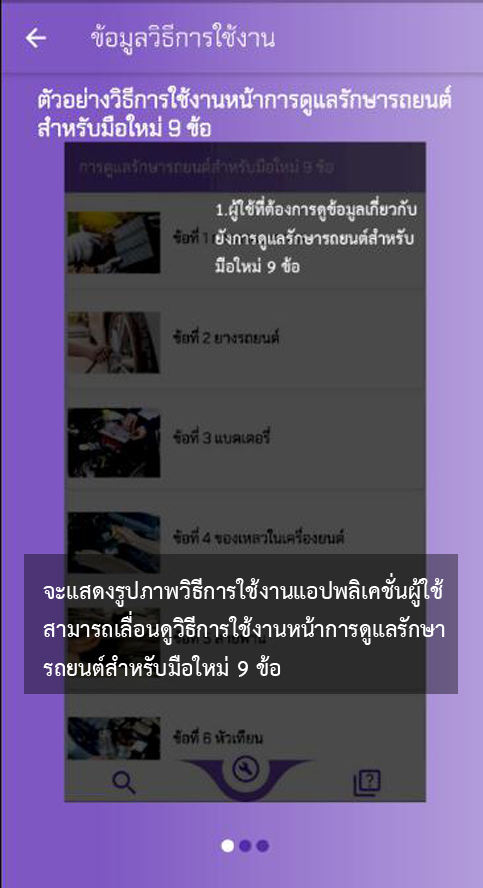 ข้อมูลวิธีการใช้งาน
ตัวอย่างวิธีการใช้งานหน้าการดูแลรักษารถยนต์
สำหรับมือใหม่ 9 ข้อ
การดูแลรักษารถยนต์สำหรับมือใหม่ 9 ข้อ
1.ผู้ใช้ที่ต้องการดูข้อมูลเกี่ยวกับ
ข้อที่ 1
ยังการดูแลรักษารถยนต์สำหรับ
มือใหม่ 9 ข้อ
ข้อที่ 2 ยางรถยนต์
ข้อที่ 3 แบตเตอรี่
ข้อที่ 4 ของเหลวในเครื่องยนต์
จะแสดงรูปภาพวิธีการใช้งานแอปพลิเคชั่นผู้ใช้
สามารถเลื่อนดูวิธีการใช้งานหน้าการดูแลรักษา
รถยนต์สำหรับมือใหม่ 9 ข้อ
ข้อที่ 6 หัวเทียน